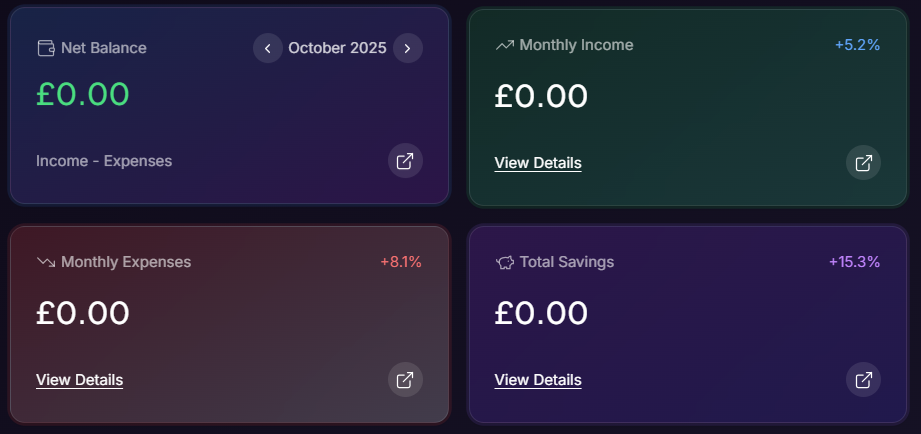 Net Balance
October 2025
£0.00
Income - Expenses
Monthly Income
+5.2%
£0.00
View Details
Monthly Expenses
+8.1%
£0.00
View Details
Total Savings
+15.3%
£0.00
View Details